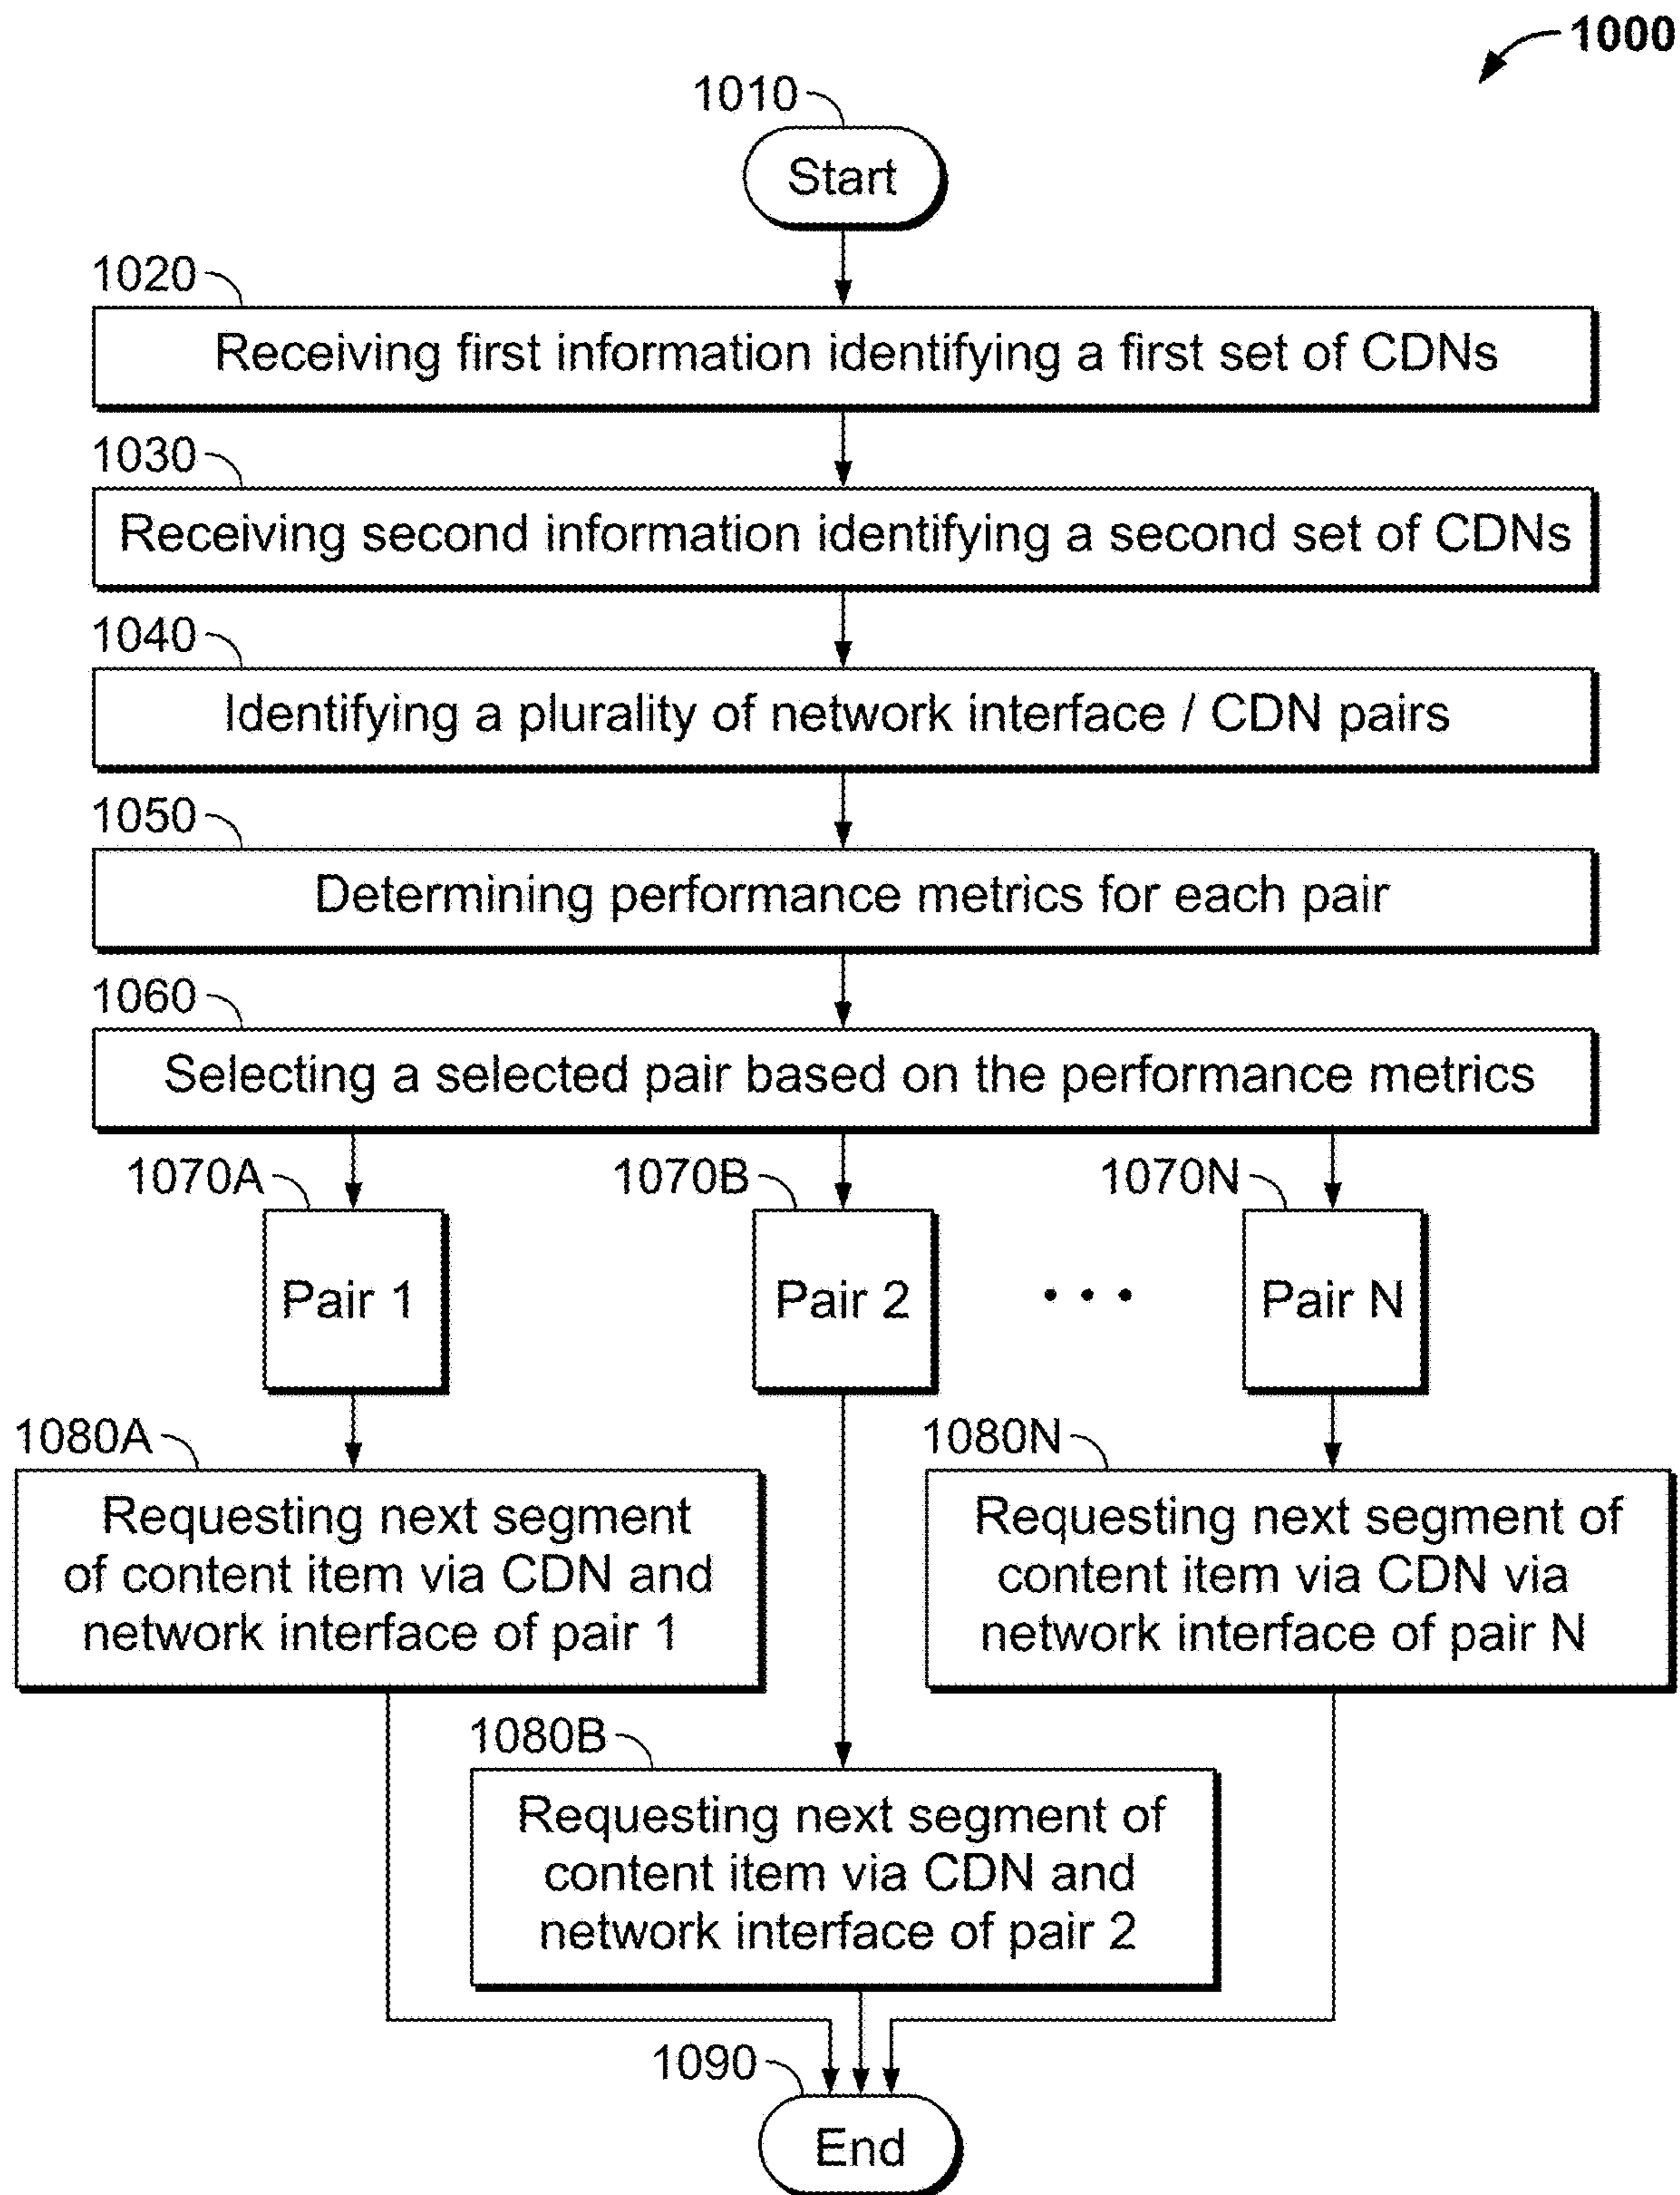 1000
1010
Start
1020
Receiving first information identifying a first set of CDNs
1030
Receiving second information identifying a second set of CDNs
1040
Identifying a plurality of network interface / CDN pairs
1050
Determining performance metrics for each pair
1060
Selecting a selected pair based on the performance metrics
1070A
1070B
1070N
Pair 1
Pair 2
• • •
Pair N
1080A
Requesting next segment
of content item via CDN and
network interface of pair 1
1080N
Requesting next segment of
content item via CDN via
network interface of pair N
1080B
Requesting next segment of
content item via CDN and
network interface of pair 2
1090
End